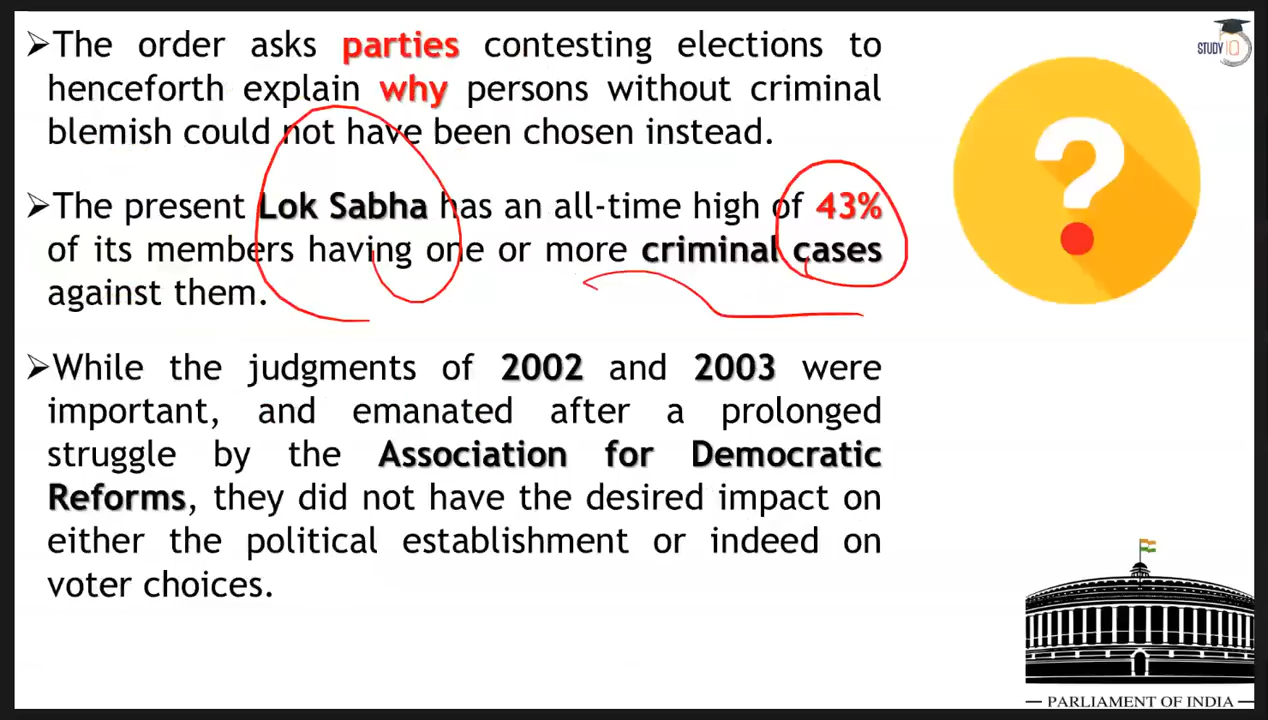 ➢The order asks parties contesting elections to
henceforth explain why persons without criminal
blemish could not have been chosen instead.
➢The present Lok Sabha has an all-time high of 43%
of its members having one or more criminal cases
against them.
➢While the judgments of 2002 and 2003 were
important, and emanated after a prolonged
struggle by the Association for Democratic
Reforms, they did not have the desired impact on
either the political establishment or indeed on
voter choices.
STUDY IQ
?
— PARLIAMENT OF INDIA —